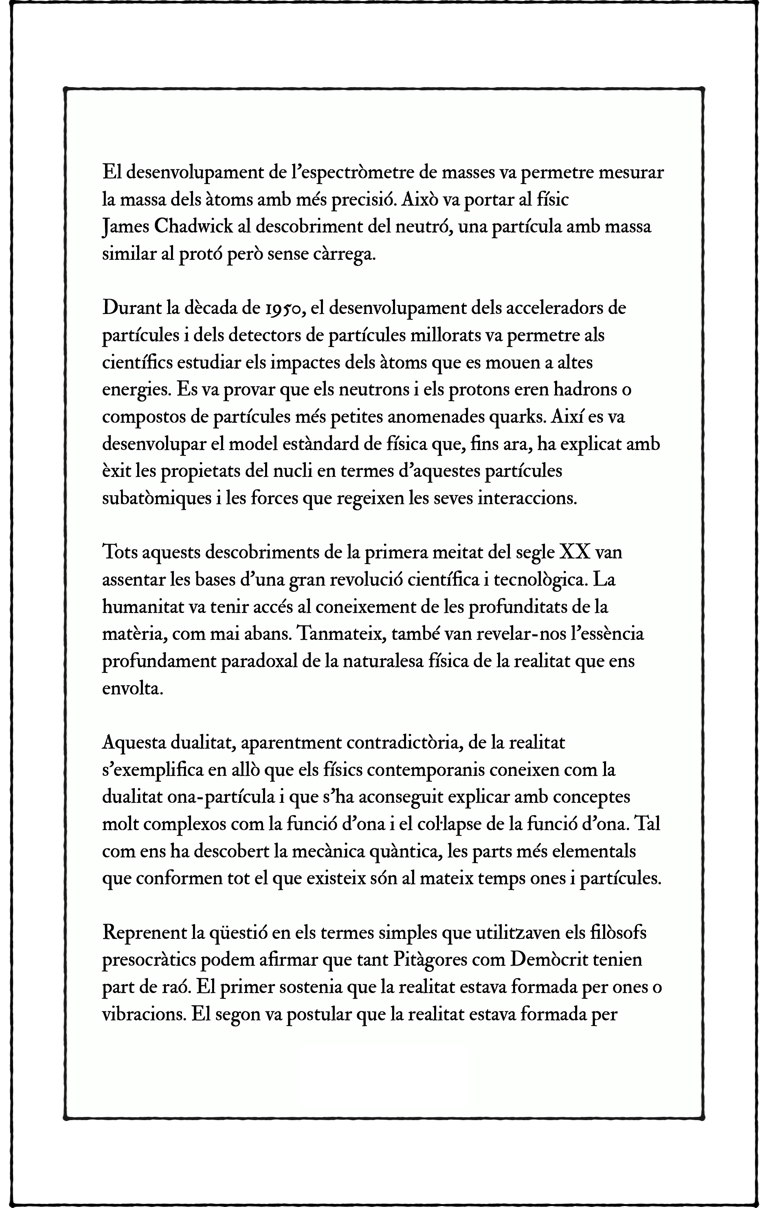 El desenvolupament de l’espectròmetre de masses va permetre mesurar
la massa dels àtoms amb més precisió. Això va portar al físic
James Chadwick al descobriment del neutró, una partícula amb massa
similar al protó però sense càrrega.
Durant la dècada de 1950, el desenvolupament dels acceleradors de
partícules i dels detectors de partícules millorats va permetre als
científics estudiar els impactes dels àtoms que es mouen a altes
energies. Es va provar que els neutrons i els protons eren hadrons o
compostos de partícules més petites anomenades quarks. Així es va
desenvolupar el model estàndard de física que, fins ara, ha explicat amb
èxit les propietats del nucli en termes d’aquestes partícules
subatòmiques i les forces que regeixen les seves interaccions.
Tots aquests descobriments de la primera meitat del segle XX van
assentar les bases d’una gran revolució científica i tecnològica. La
humanitat va tenir accés al coneixement de les profunditats de la
matèria, com mai abans. Tanmateix, també van revelar-nos l’essència
profundament paradoxal de la naturalesa física de la realitat que ens
envolta.
Aquesta dualitat, aparentment contradictòria, de la realitat
s’exemplifica en allò que els físics contemporanis coneixen com la
dualitat ona-partícula i que s’ha aconseguit explicar amb conceptes
molt complexos com la funció d’ona i el col·lapse de la funció d’ona. Tal
com ens ha descobert la mecànica quàntica, les parts més elementals
que conformen tot el que existeix són al mateix temps ones i partícules.
Reprenent la qüestió en els termes simples que utilitzaven els filòsofs
presocràtics podem afirmar que tant Pitàgores com Demòcrit tenien
part de raó. El primer sostenia que la realitat estava formada per ones o
vibracions. El segon va postular que la realitat estava formada per